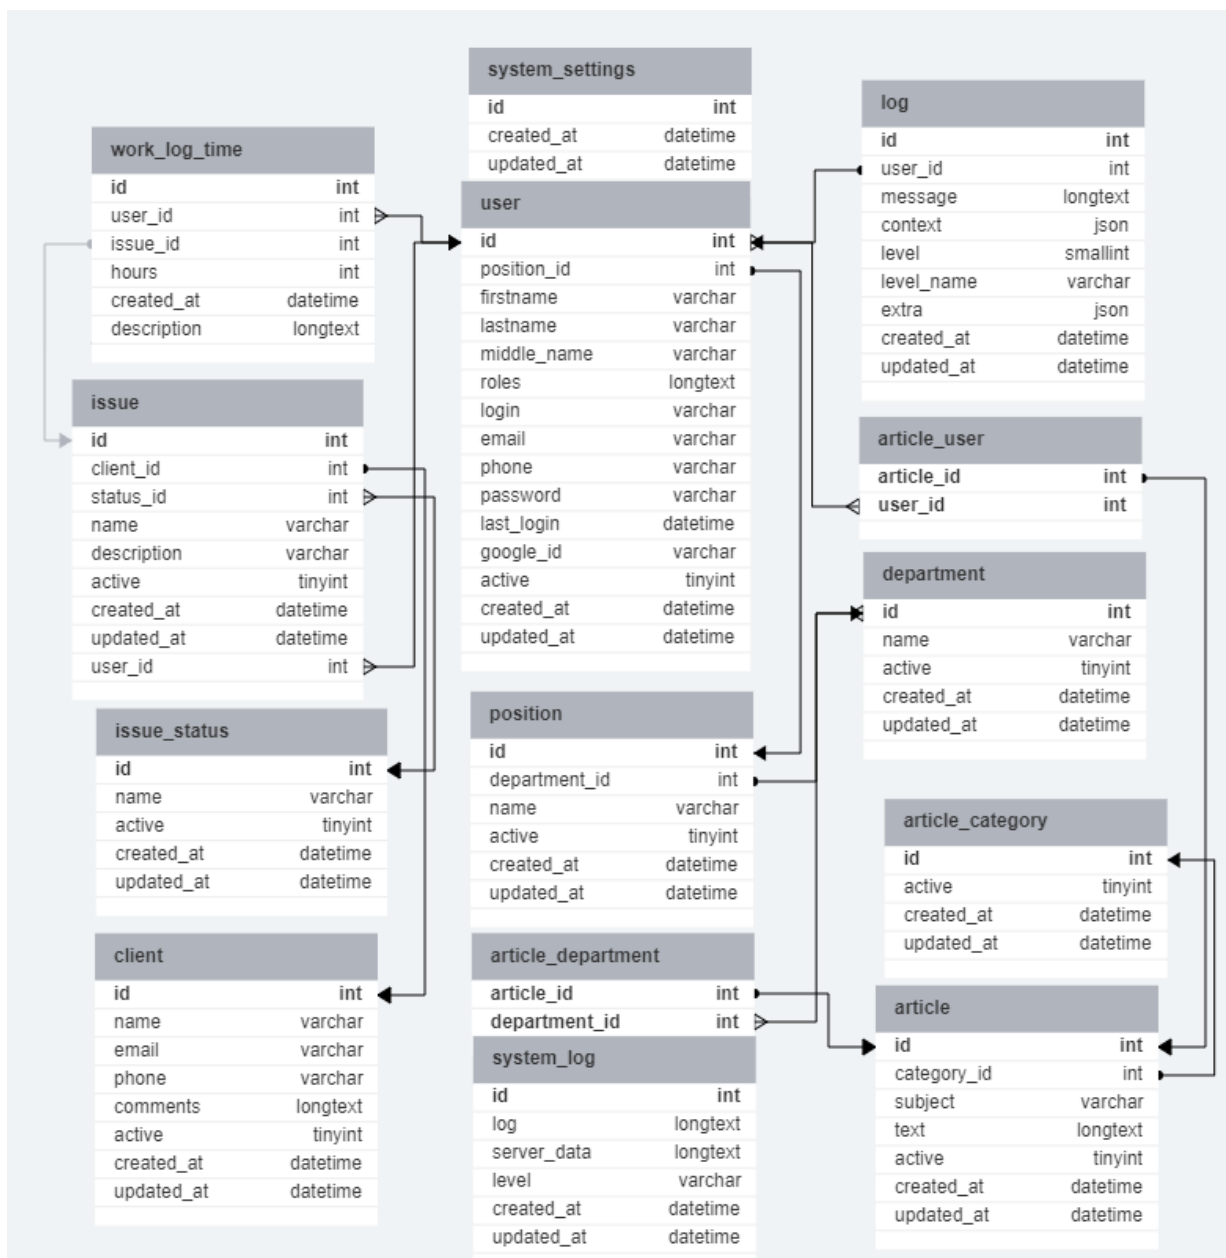 system_settings
id int
created_at datetime
updated_at datetime
work_log_time
id int
user_id int
issue_id int
hours int
created_at datetime
description longtext
user
id int
position_id int
firstname varchar
lastname varchar
middle_name varchar
roles longtext
login varchar
email varchar
phone varchar
password varchar
last_login datetime
google_id varchar
active tinyint
created_at datetime
updated_at datetime
log
id int
user_id int
message longtext
context json
level smallint
level_name varchar
extra json
created_at datetime
updated_at datetime
issue
id int
client_id int
status_id int
name varchar
description varchar
active tinyint
created_at datetime
updated_at datetime
user_id int
article_user
article_id int
user_id int
department
id int
name varchar
active tinyint
created_at datetime
updated_at datetime
issue_status
id int
name varchar
active tinyint
created_at datetime
updated_at datetime
position
id int
department_id int
name varchar
active tinyint
created_at datetime
updated_at datetime
article_category
id int
active tinyint
created_at datetime
updated_at datetime
client
id int
name varchar
email varchar
phone varchar
comments longtext
active tinyint
created_at datetime
updated_at datetime
article_department
article_id int
department_id int
system_log
id int
log longtext
server_data longtext
level varchar
created_at datetime
updated_at datetime
article
id int
category_id int
subject varchar
text longtext
active tinyint
created_at datetime
updated_at datetime